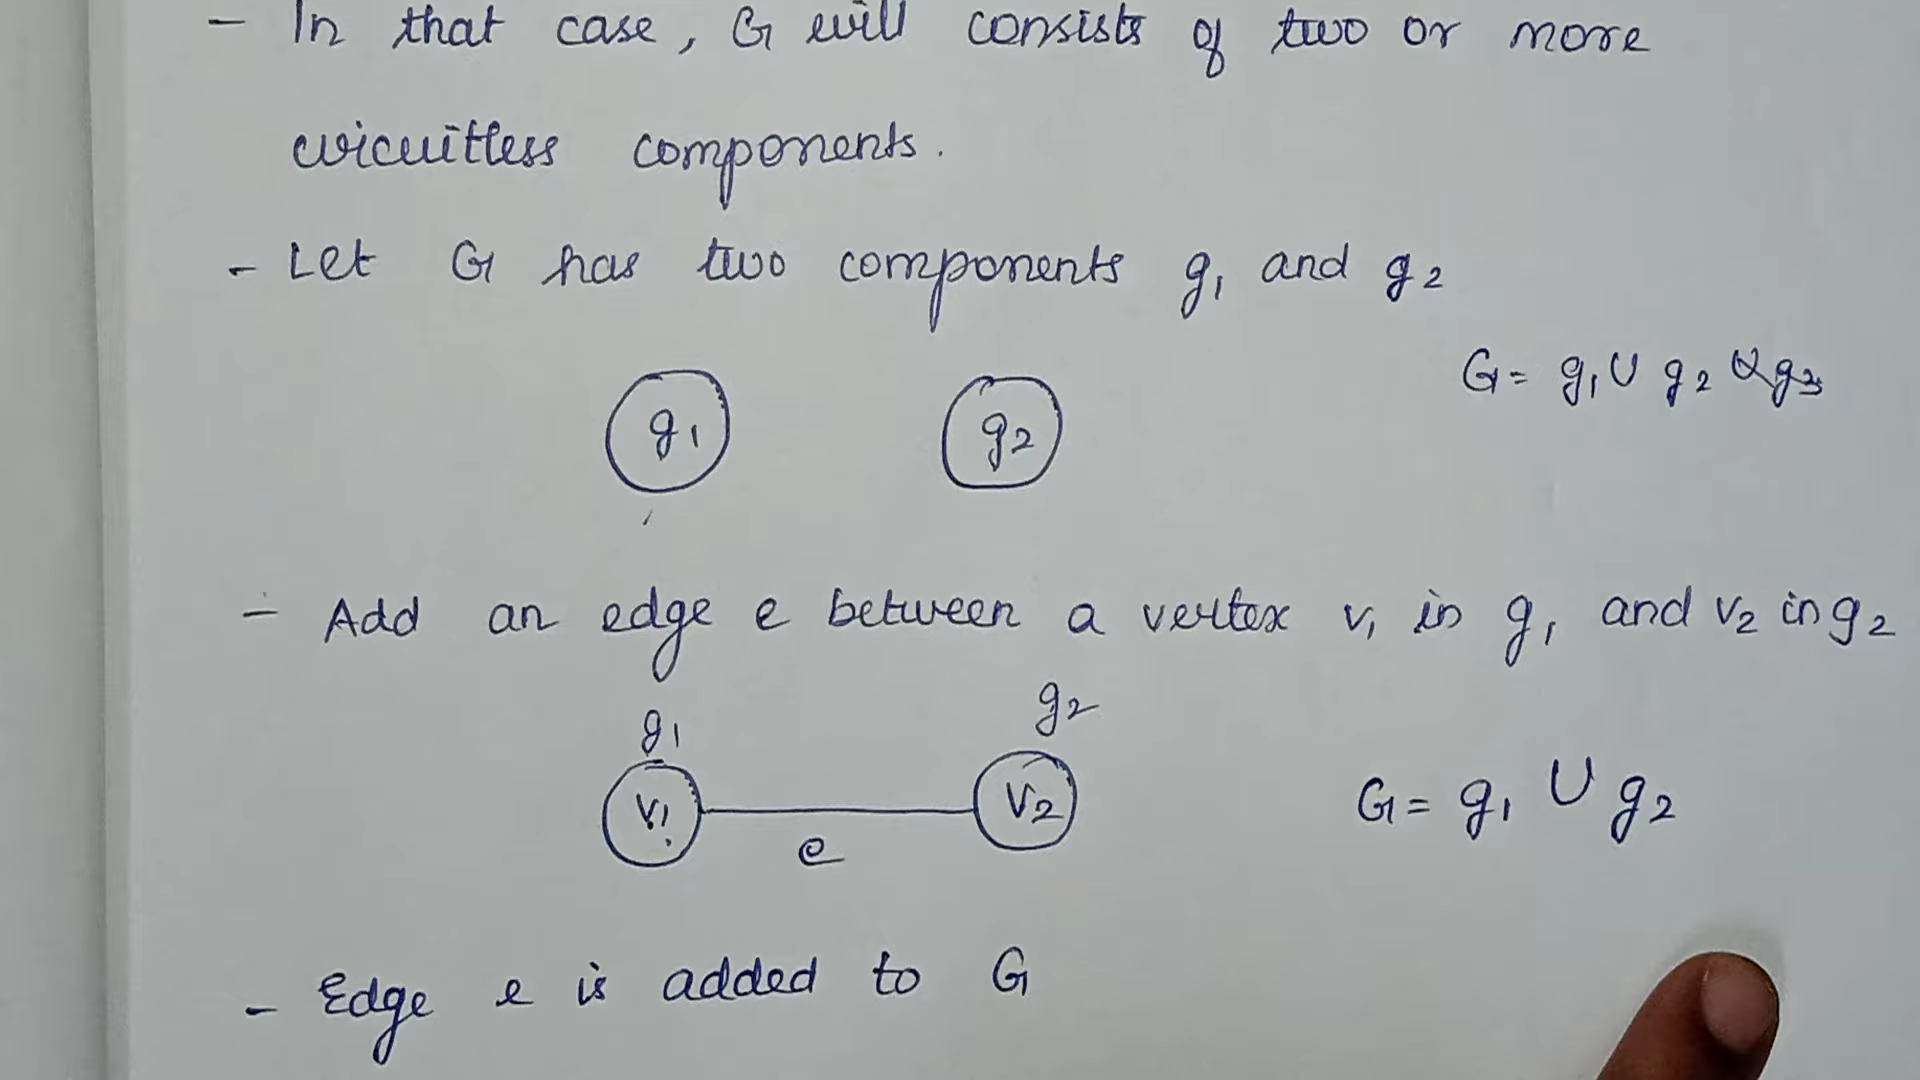 - In that case, G will consists of two or more
circuitless components.
- Let G has two components g1 and g2
G = g1 ∪ g2 ∪ g3
g1 g2
- Add an edge e between a vertex v1 in g1 and v2 in g2
g1 g2
v1 v2
e
G = g1 ∪ g2
- Edge e is added to G